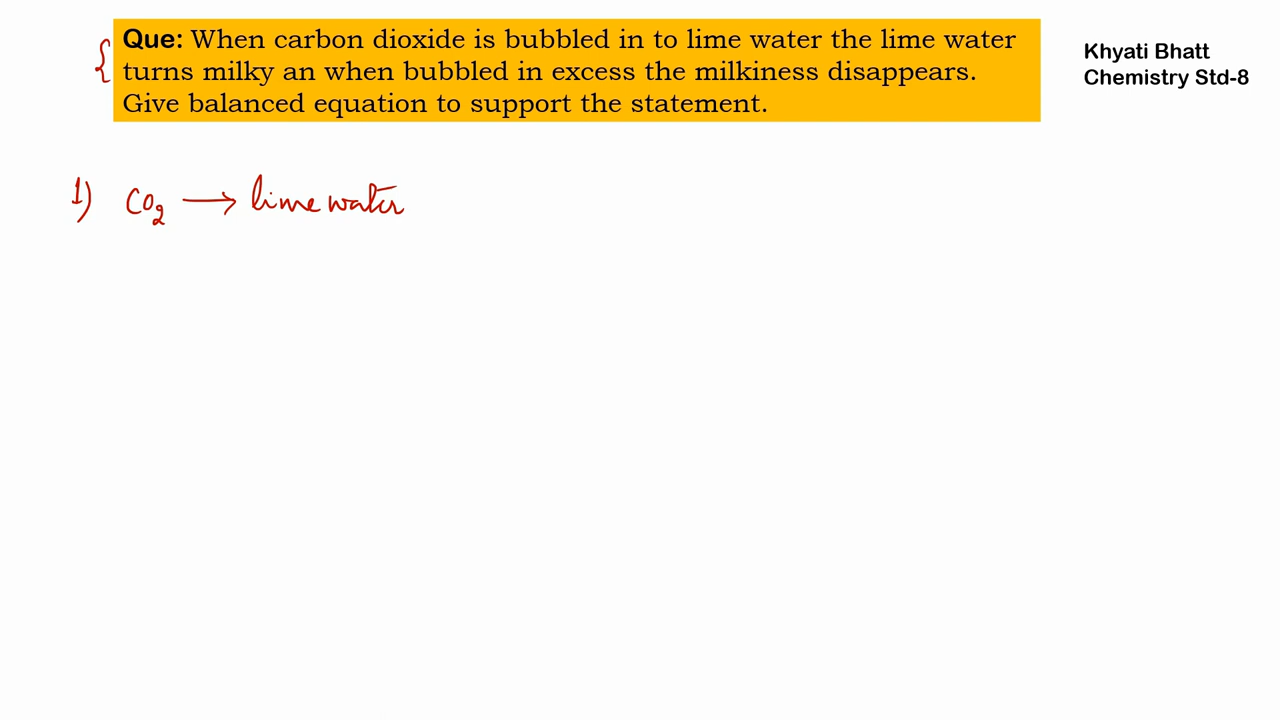 Que: When carbon dioxide is bubbled in to lime water the lime water
turns milky an when bubbled in excess the milkiness disappears.
Give balanced equation to support the statement.
Khyati Bhatt
Chemistry Std-8
1) CO₂ → lime water